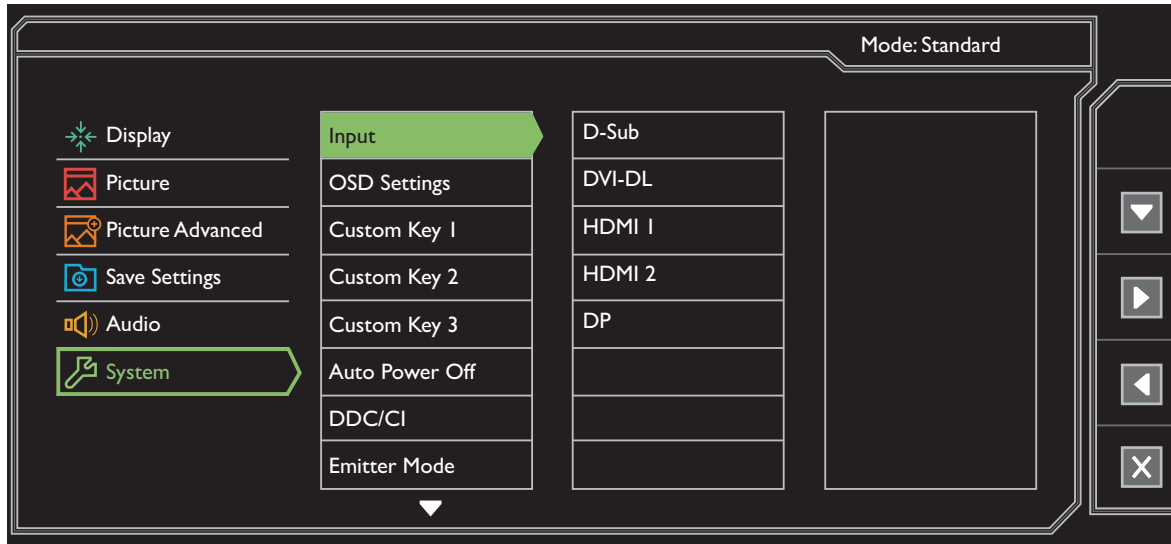 Mode: Standard
Display
Picture
Picture Advanced
Save Settings
Audio
System
Input
OSD Settings
Custom Key 1
Custom Key 2
Custom Key 3
Auto Power Off
DDC/CI
Emitter Mode
D-Sub
DVI-DL
HDMI 1
HDMI 2
DP